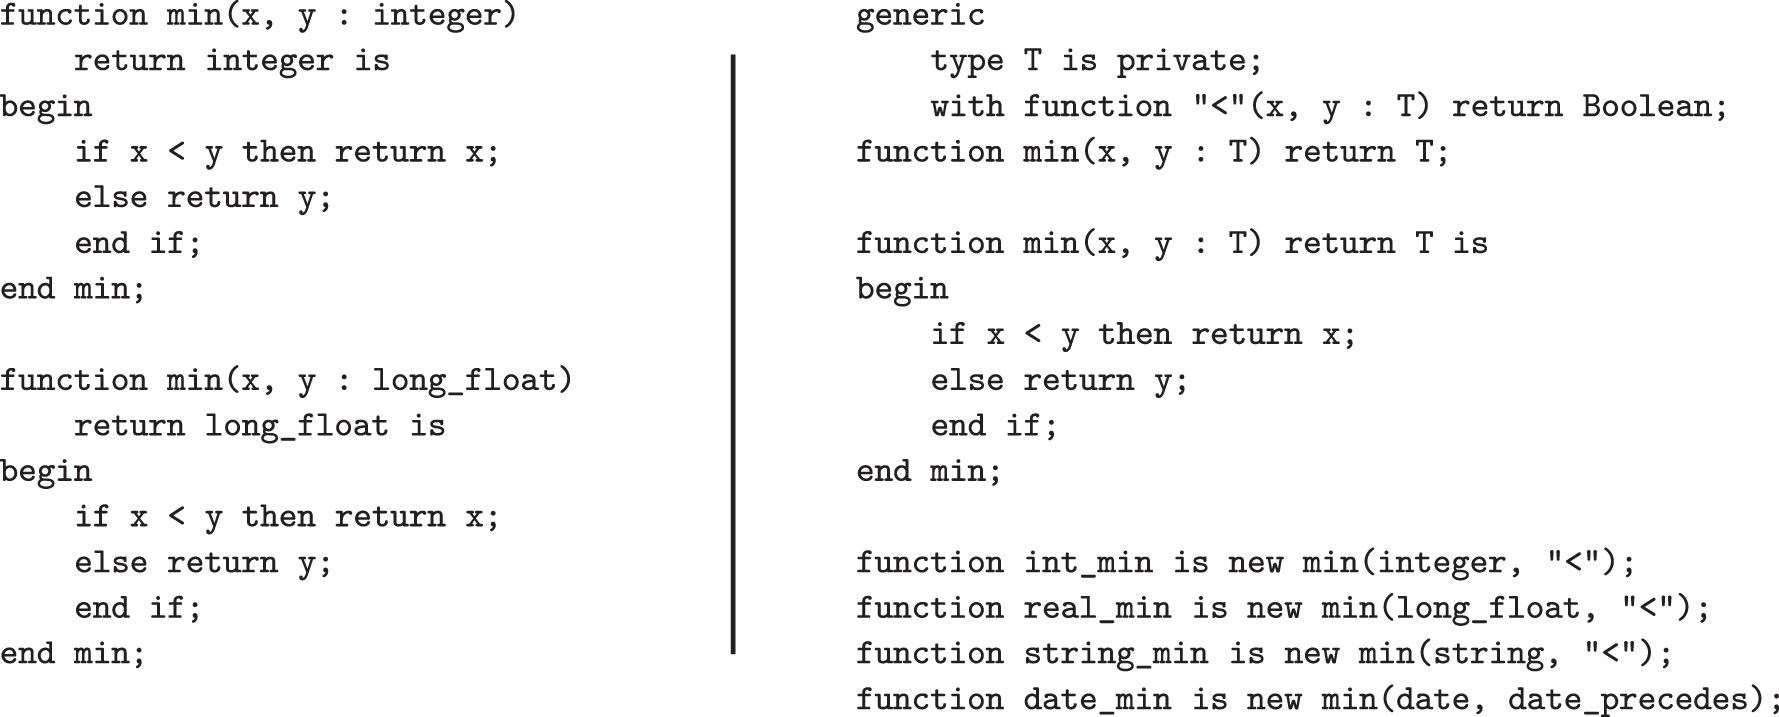 function min(x, y : integer)
    return integer is
begin
    if x < y then return x;
    else return y;
    end if;
end min;

function min(x, y : long_float)
    return long_float is
begin
    if x < y then return x;
    else return y;
    end if;
end min;

generic
    type T is private;
    with function "<"(x, y : T) return Boolean;
function min(x, y : T) return T;

function min(x, y : T) return T is
begin
    if x < y then return x;
    else return y;
    end if;
end min;

function int_min is new min(integer, "<");
function real_min is new min(long_float, "<");
function string_min is new min(string, "<");
function date_min is new min(date, date_precedes);